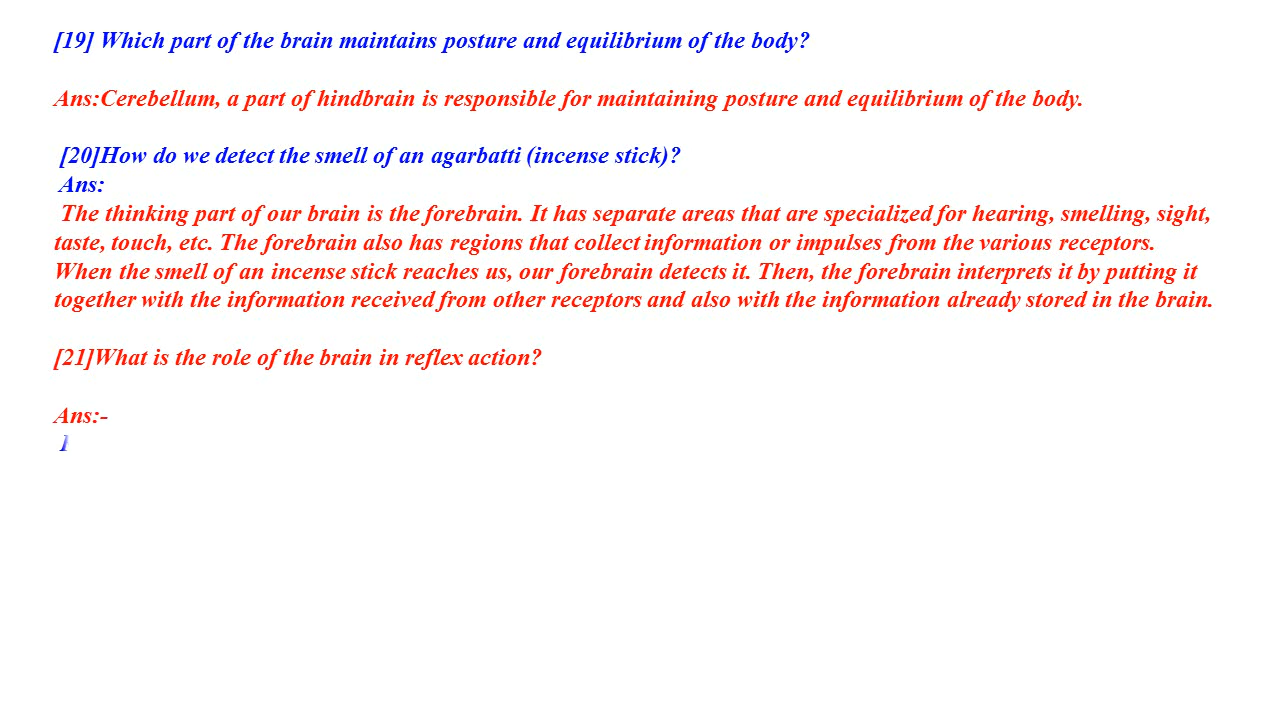 [19] Which part of the brain maintains posture and equilibrium of the body?
Ans:Cerebellum, a part of hindbrain is responsible for maintaining posture and equilibrium of the body.
[20]How do we detect the smell of an agarbatti (incense stick)?
Ans:
The thinking part of our brain is the forebrain. It has separate areas that are specialized for hearing, smelling, sight,
taste, touch, etc. The forebrain also has regions that collect information or impulses from the various receptors.
When the smell of an incense stick reaches us, our forebrain detects it. Then, the forebrain interprets it by putting it
together with the information received from other receptors and also with the information already stored in the brain.
[21]What is the role of the brain in reflex action?
Ans:-